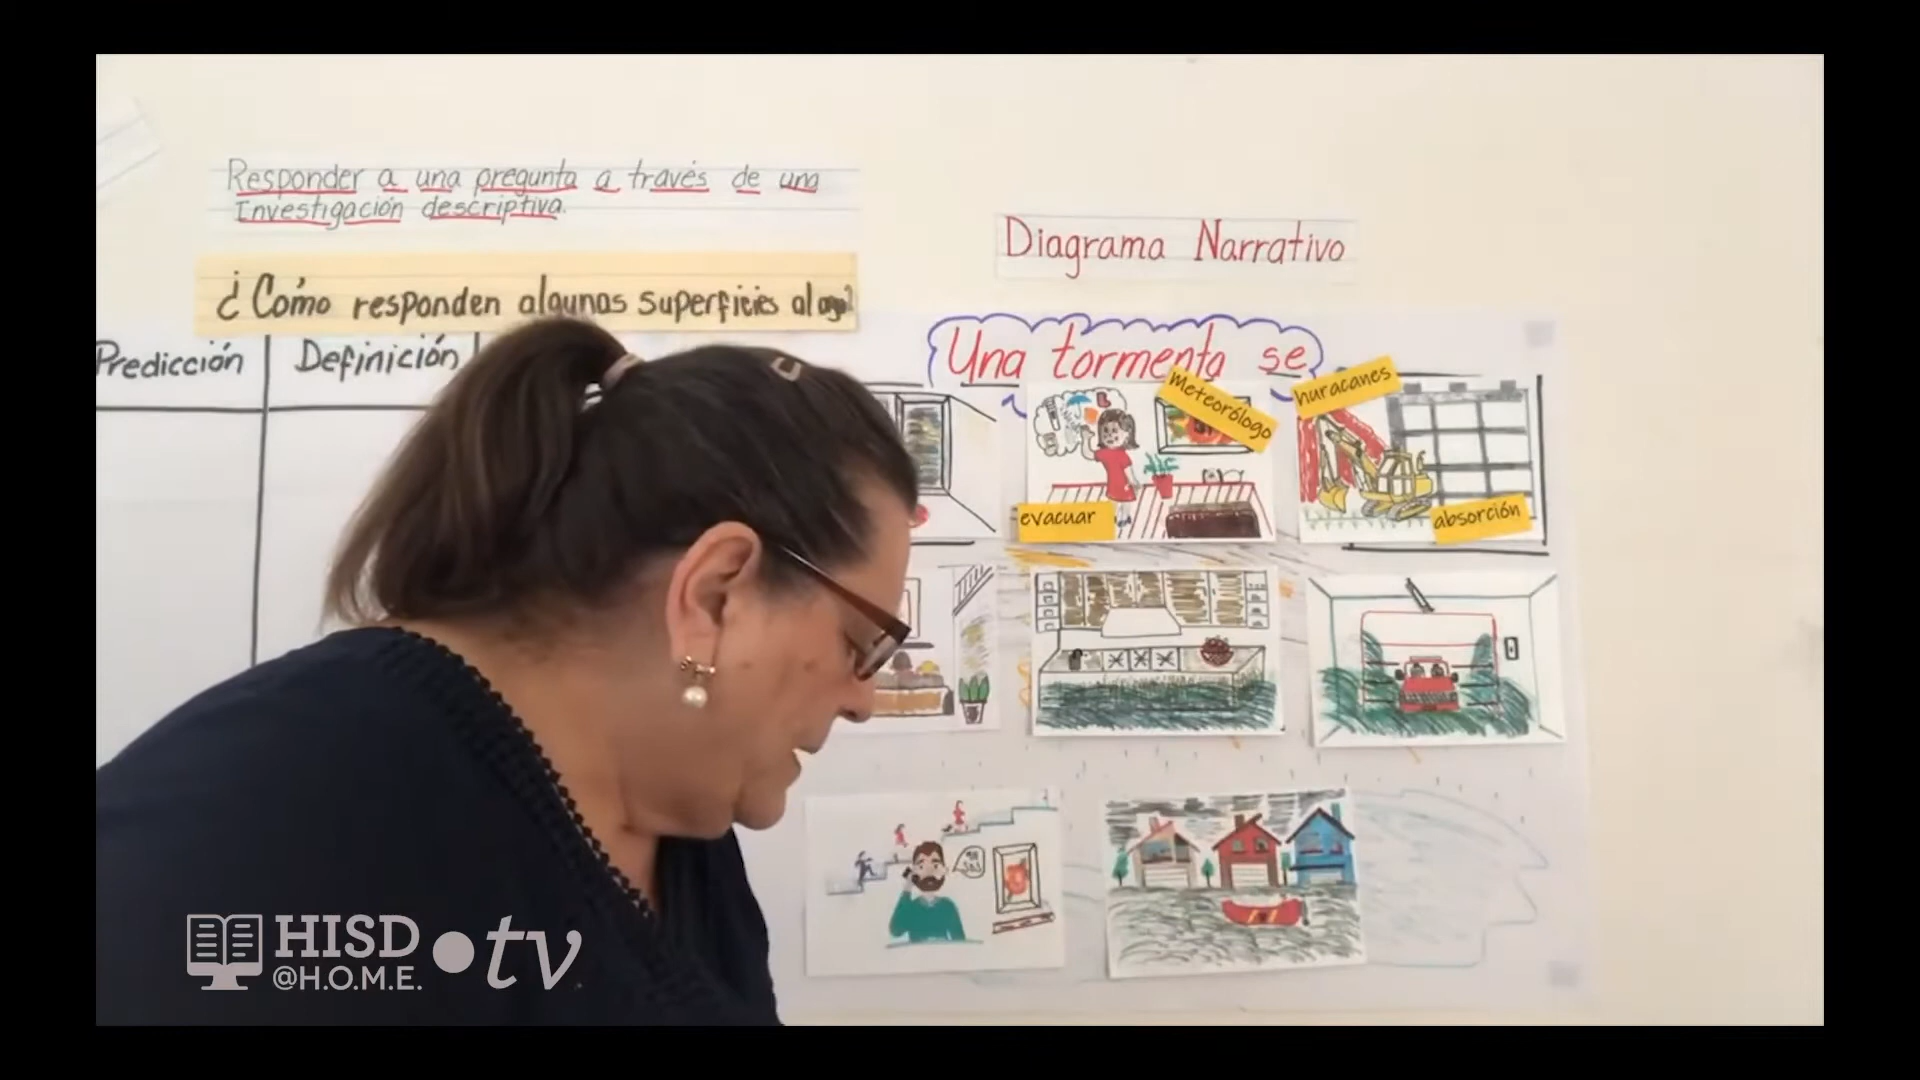 Responder a una pregunta a través de una
Investigación descriptiva.
¿Cómo responden algunas superficies al agua?
Predicción
Definición
Diagrama Narrativo
Una tormenta se
Meteorólogo
huracanes
evacuar
absorción
HISD
@H.O.M.E.
tv